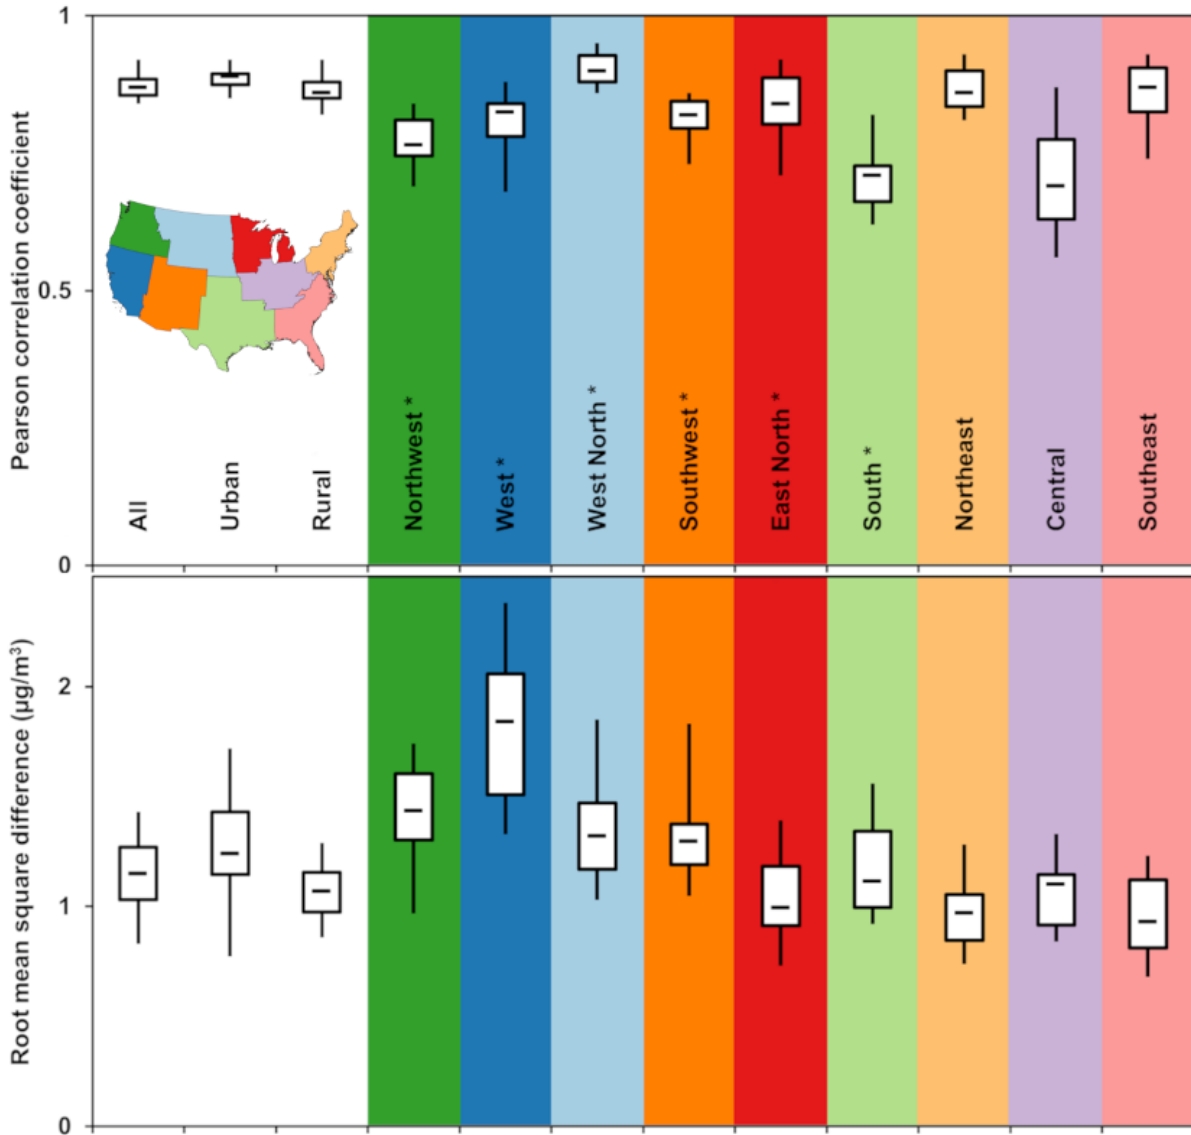 Pearson correlation coefficient
1
0.5
0
All
Urban
Rural
Northwest *
West *
West North *
Southwest *
East North *
South *
Northeast
Central
Southeast
Root mean square difference (µg/m³)
2
1
0